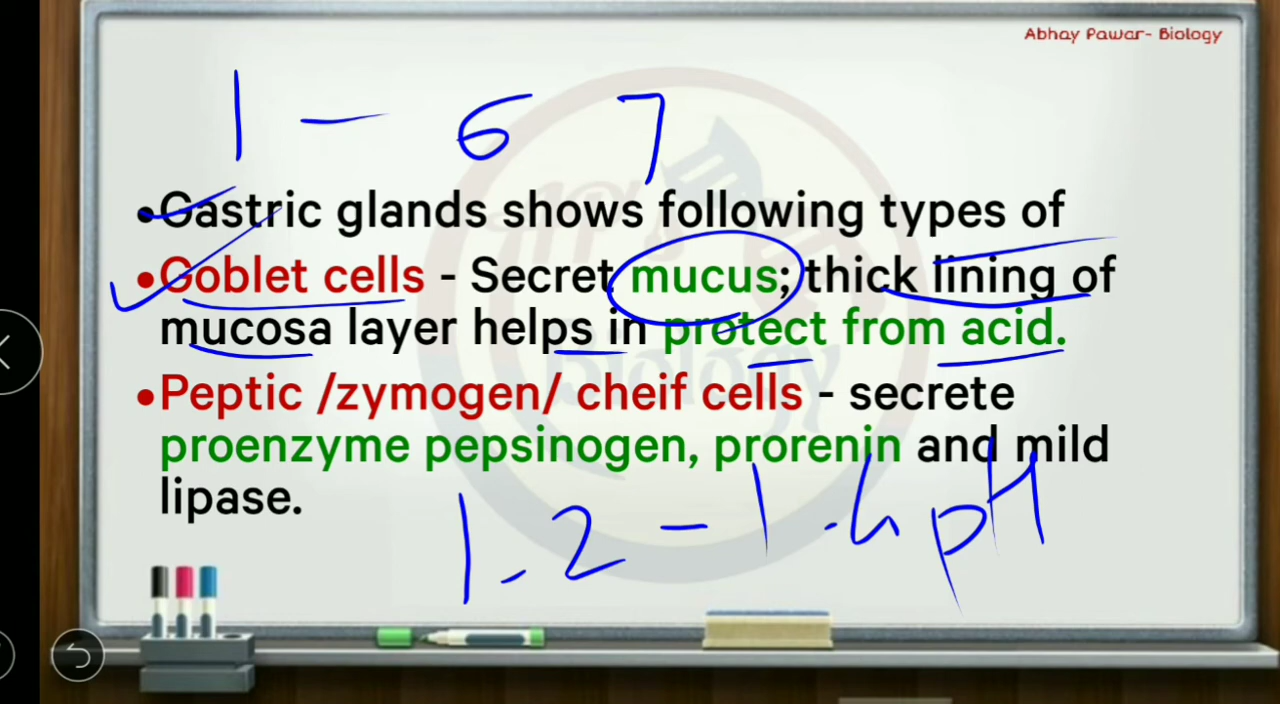 Abhay Pawar- Biology
1 - 6 7
•Gastric glands shows following types of
•Goblet cells - Secret mucus; thick lining of
mucosa layer helps in protect from acid.
•Peptic /zymogen/ cheif cells - secrete
proenzyme pepsinogen, prorenin and mild
lipase.
1.2 - 1.4 pH
Biology